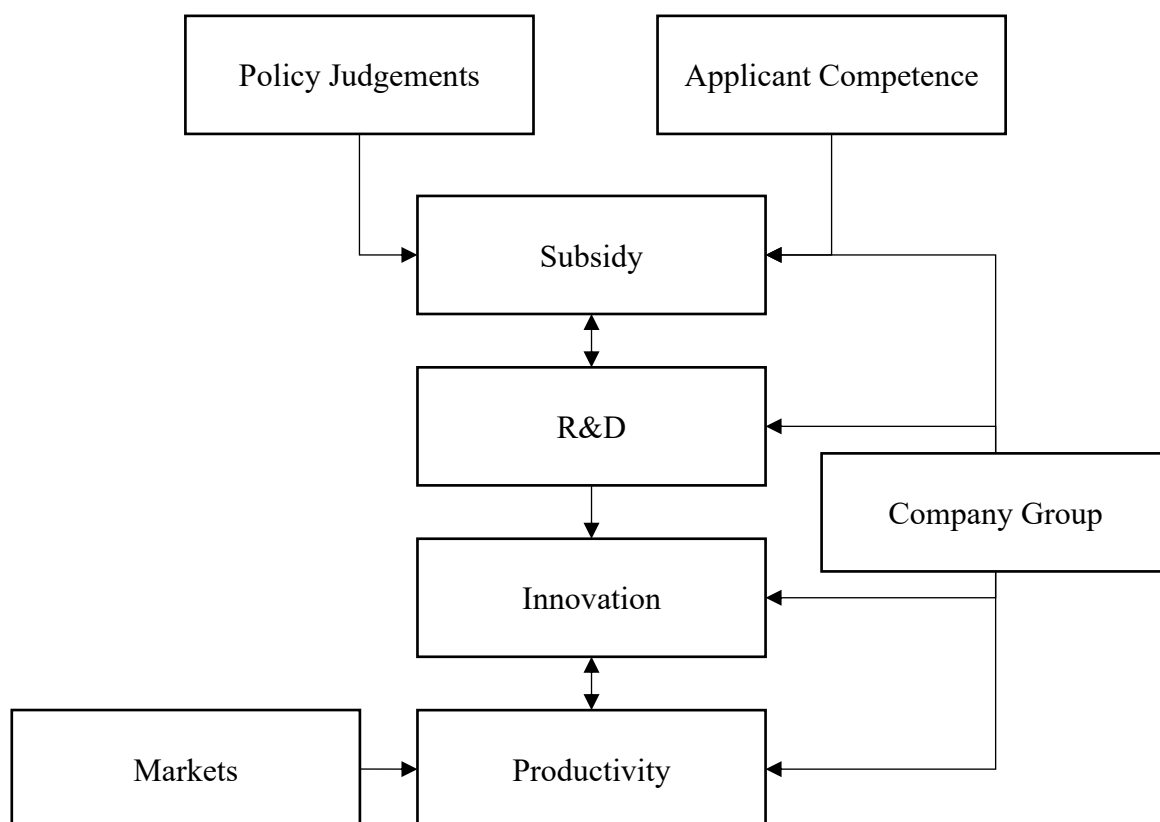 Policy Judgements
Applicant Competence
Subsidy
R&D
Company Group
Innovation
Markets
Productivity